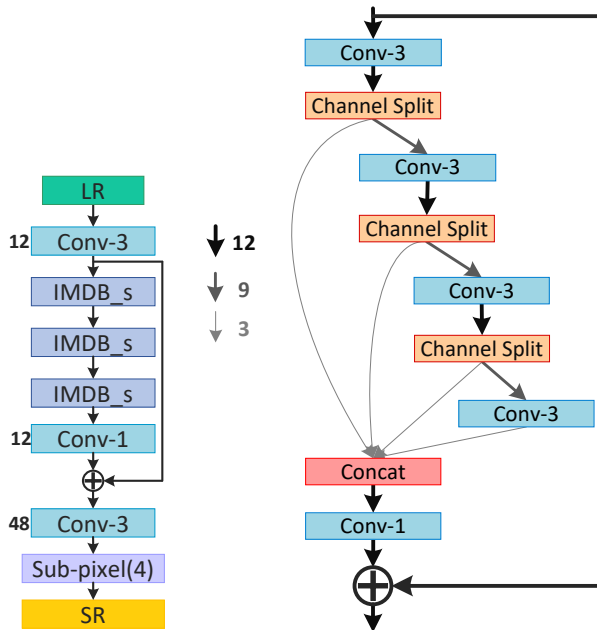 LR
12 Conv-3
IMDB_s
IMDB_s
IMDB_s
12 Conv-1
48 Conv-3
Sub-pixel(4)
SR
12
9
3
Conv-3
Channel Split
Conv-3
Channel Split
Conv-3
Channel Split
Conv-3
Concat
Conv-1